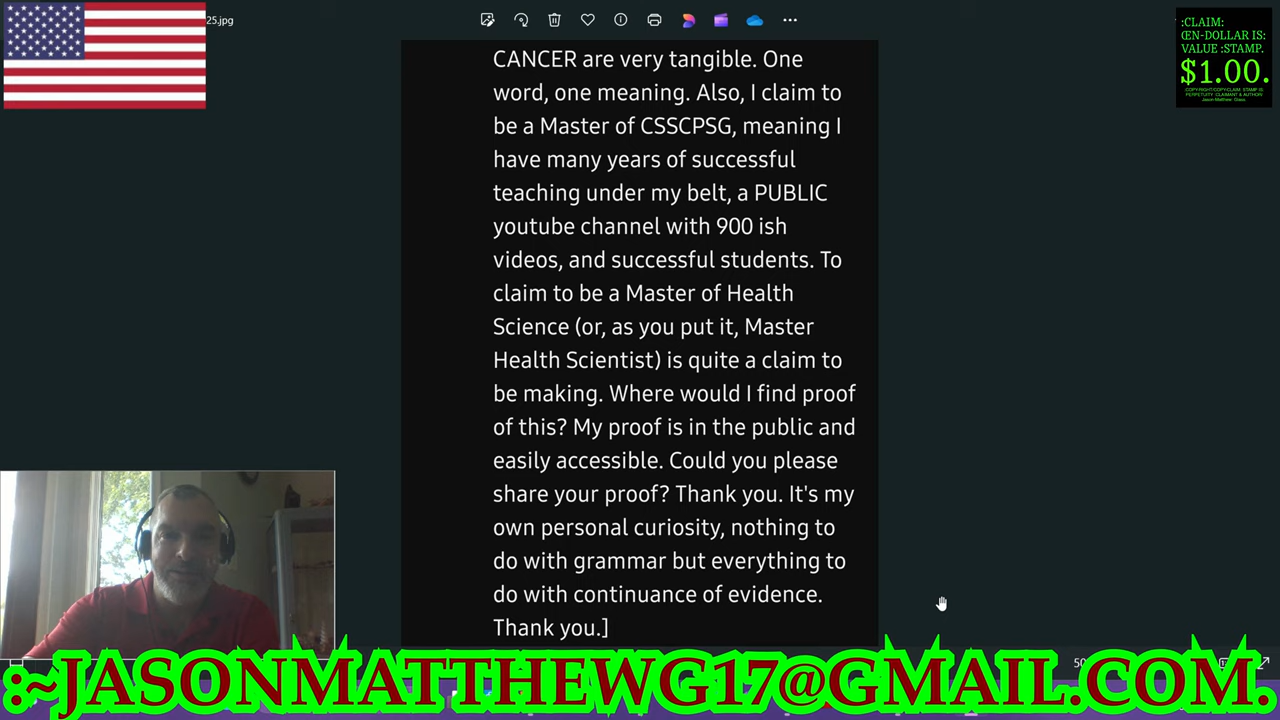 25.jpg
:CLAIM:
ŒN-DOLLAR IS:
VALUE :STAMP.
$1.00.
CANCER are very tangible. One
word, one meaning. Also, I claim to
be a Master of CSSCPSG, meaning I
have many years of successful
teaching under my belt, a PUBLIC
youtube channel with 900 ish
videos, and successful students. To
claim to be a Master of Health
Science (or, as you put it, Master
Health Scientist) is quite a claim to
be making. Where would I find proof
of this? My proof is in the public and
easily accessible. Could you please
share your proof? Thank you. It's my
own personal curiosity, nothing to
do with grammar but everything to
do with continuance of evidence.
Thank you.]
:~JASONMATTHEWG17@GMAIL.COM.